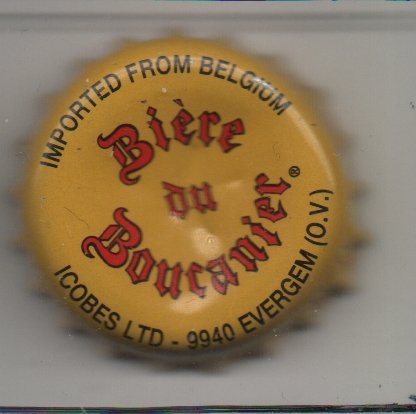 IMPORTED FROM BELGIUM
Bière
du
Boucanier®
ICOBES LTD - 9940 EVERGEM (O.V.)